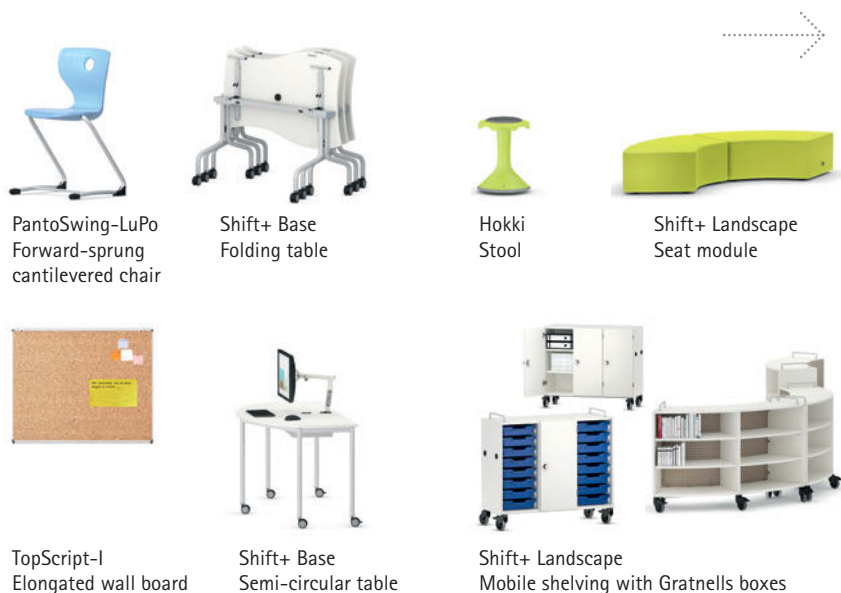 PantoSwing-LuPo
Forward-sprung
cantilevered chair
Shift+ Base
Folding table
Hokki
Stool
Shift+ Landscape
Seat module
TopScript-I
Elongated wall board
Shift+ Base
Semi-circular table
Shift+ Landscape
Mobile shelving with Gratnells boxes